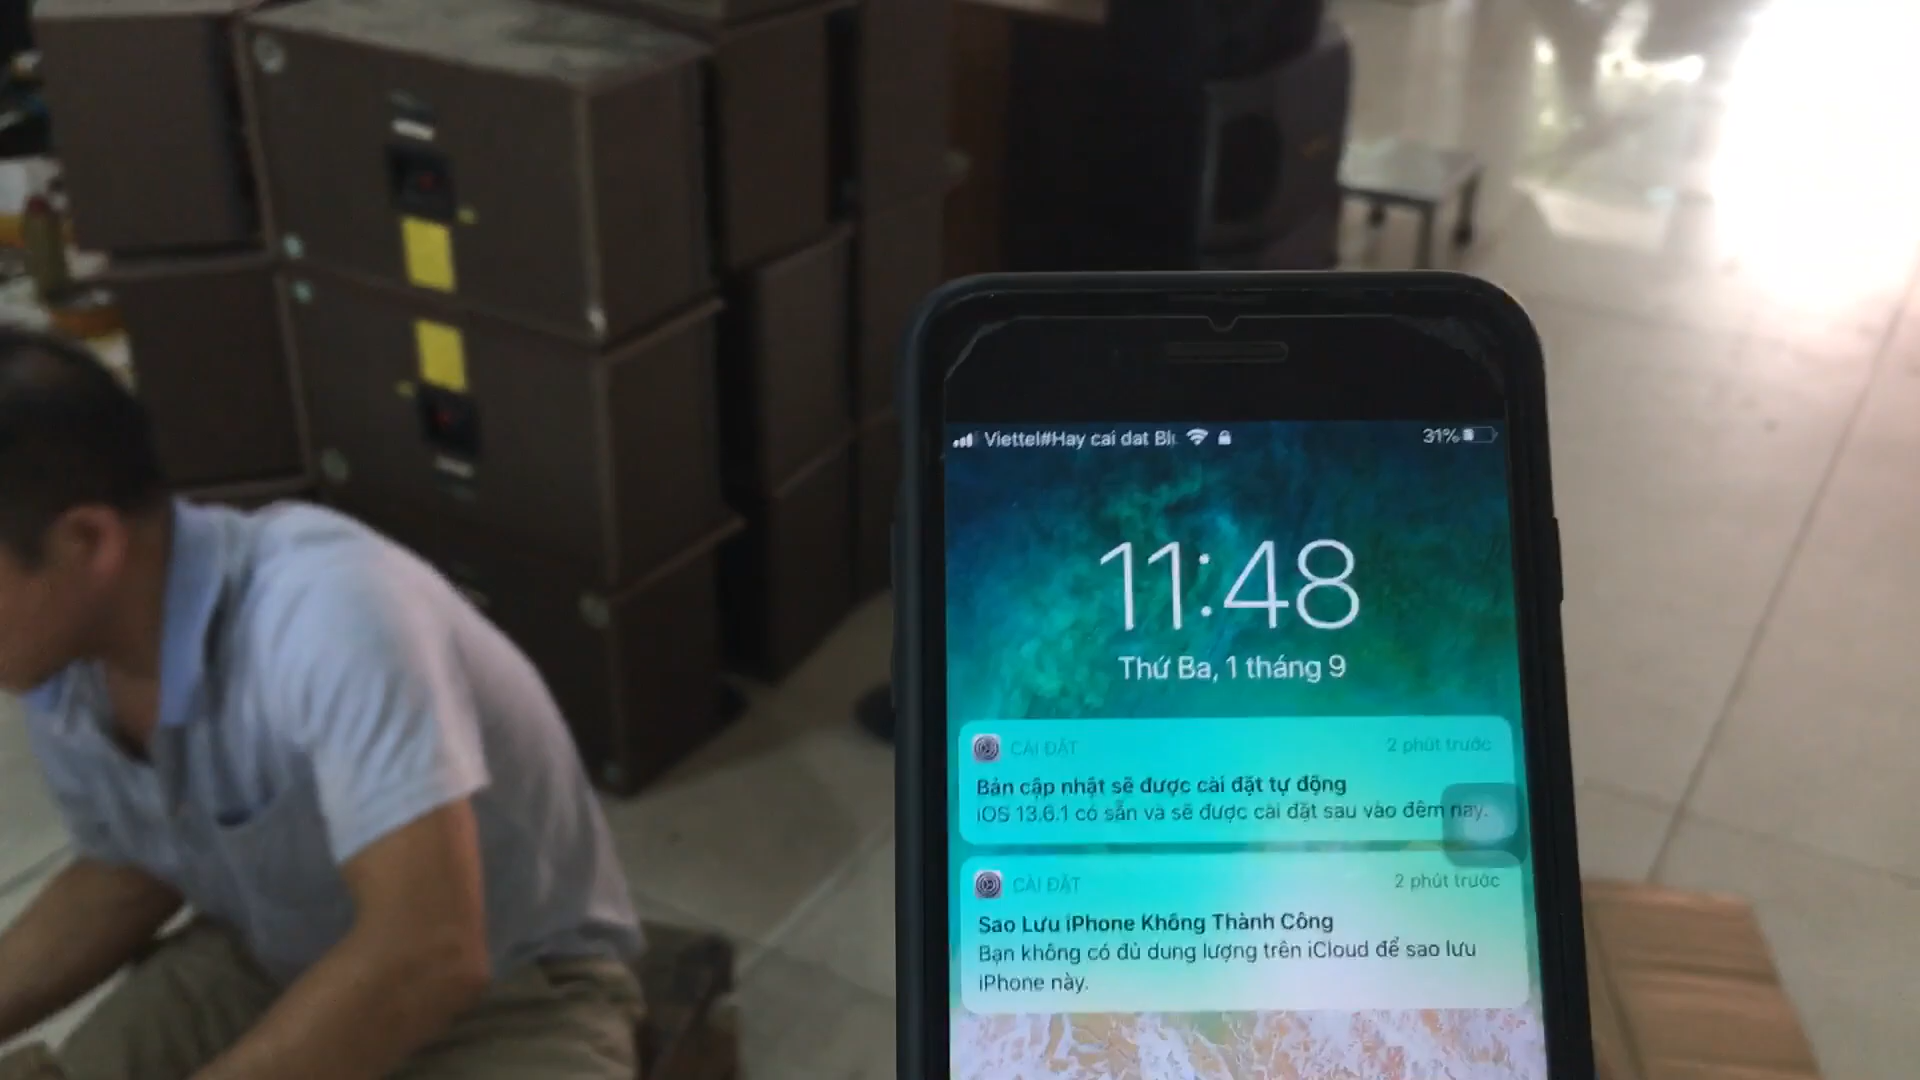 Viettel#Hay cai dat Bl
31%
11:48
Thứ Ba, 1 tháng 9
CÀI ĐẶT
2 phút trước
Bản cập nhật sẽ được cài đặt tự động
iOS 13.6.1 có sẵn và sẽ được cài đặt sau vào đêm nay.
CÀI ĐẶT
2 phút trước
Sao Lưu iPhone Không Thành Công
Bạn không có đủ dung lượng trên iCloud để sao lưu
iPhone này.